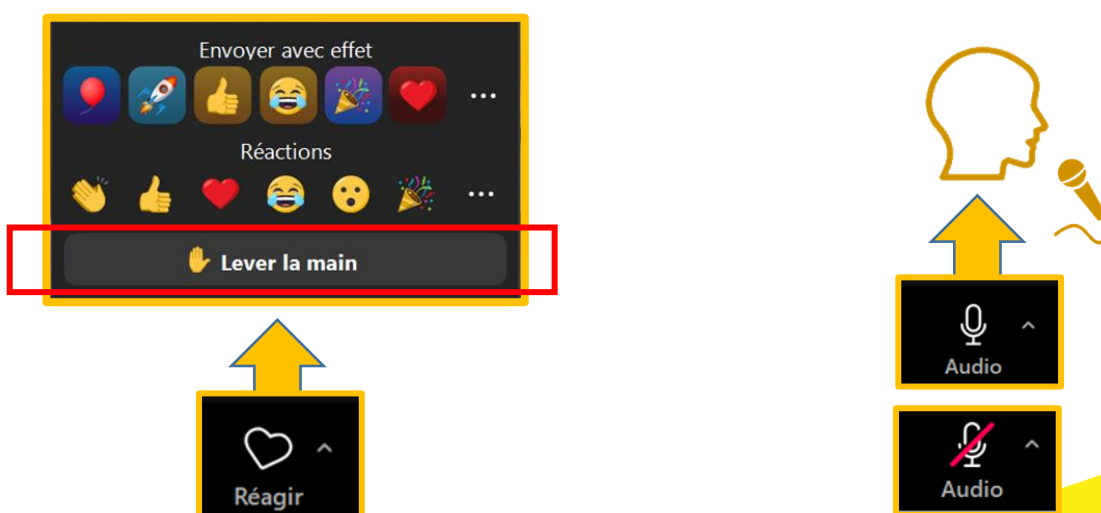 Envoyer avec effet
Réactions
Lever la main
Réagir
Audio
Audio